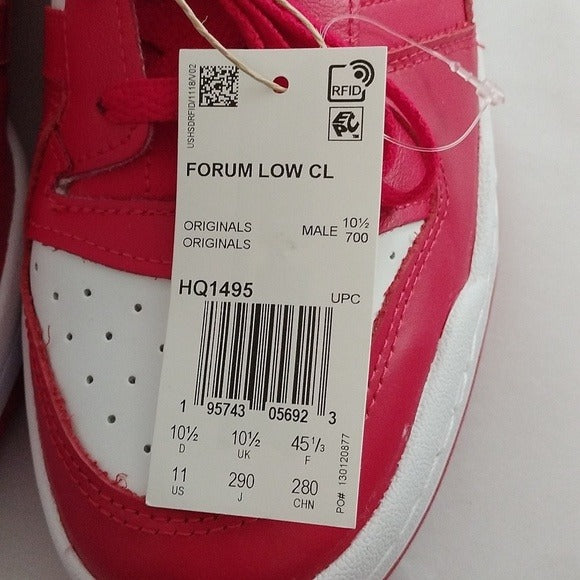 USHSDRFID/1118/V02
RFID
EPC
FORUM LOW CL
ORIGINALS
ORIGINALS
MALE 10½
700
HQ1495
UPC
1 95743 05692 3
10½ 10½ 45⅓
D UK F
11 290 280
US J CHN
PO# 130120877